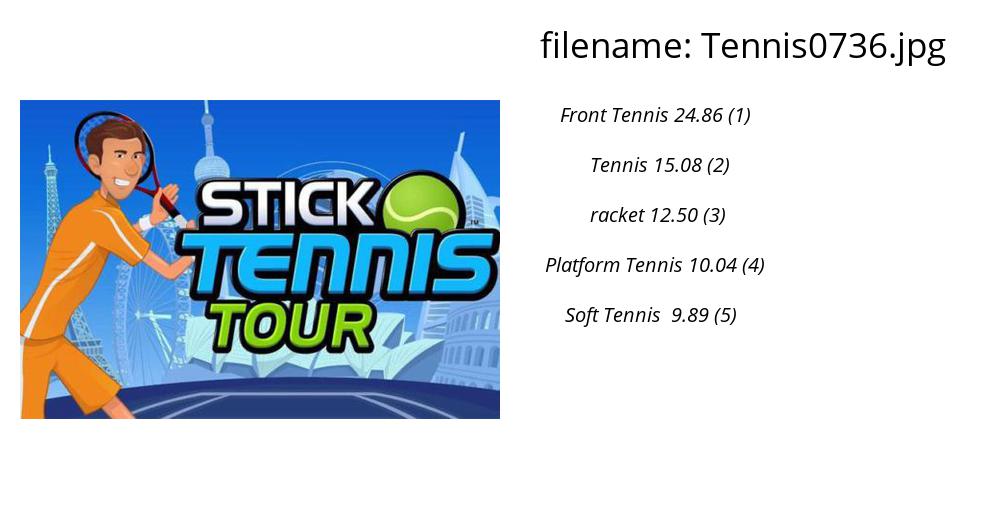 filename: Tennis0736.jpg
STICK
TENNIS
TOUR
™
Front Tennis 24.86 (1)
Tennis 15.08 (2)
racket 12.50 (3)
Platform Tennis 10.04 (4)
Soft Tennis  9.89 (5)